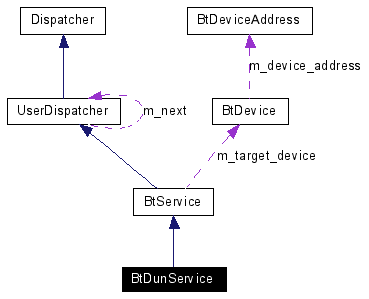 Dispatcher
BtDeviceAddress
m_device_address
UserDispatcher
m_next
BtDevice
m_target_device
BtService
BtDunService